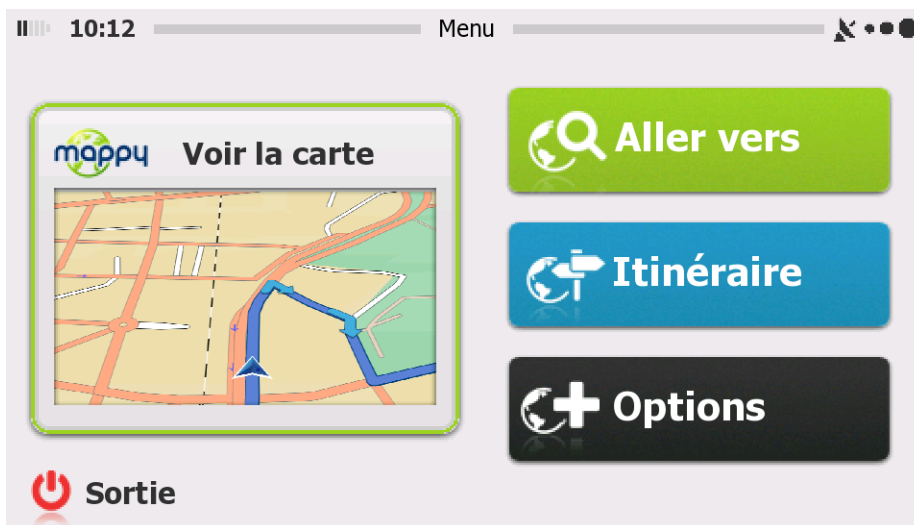 10:12
Menu
mappy
Voir la carte
Aller vers
Itinéraire
Options
Sortie